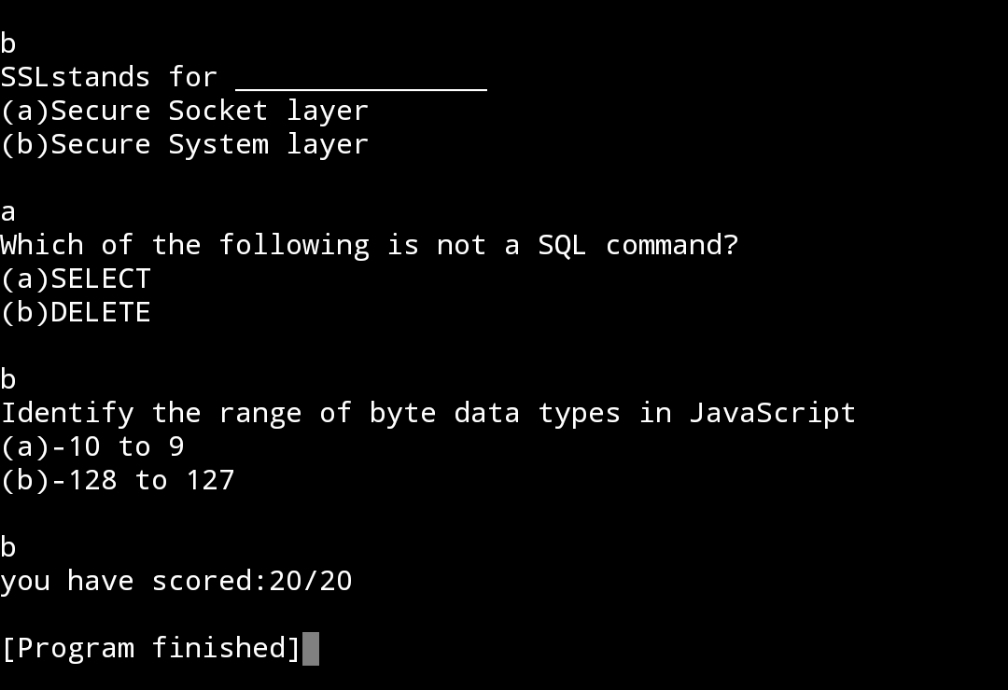 b
SSLstands for _______________
(a)Secure Socket layer
(b)Secure System layer
a
Which of the following is not a SQL command?
(a)SELECT
(b)DELETE
b
Identify the range of byte data types in JavaScript
(a)-10 to 9
(b)-128 to 127
b
you have scored:20/20
[Program finished]